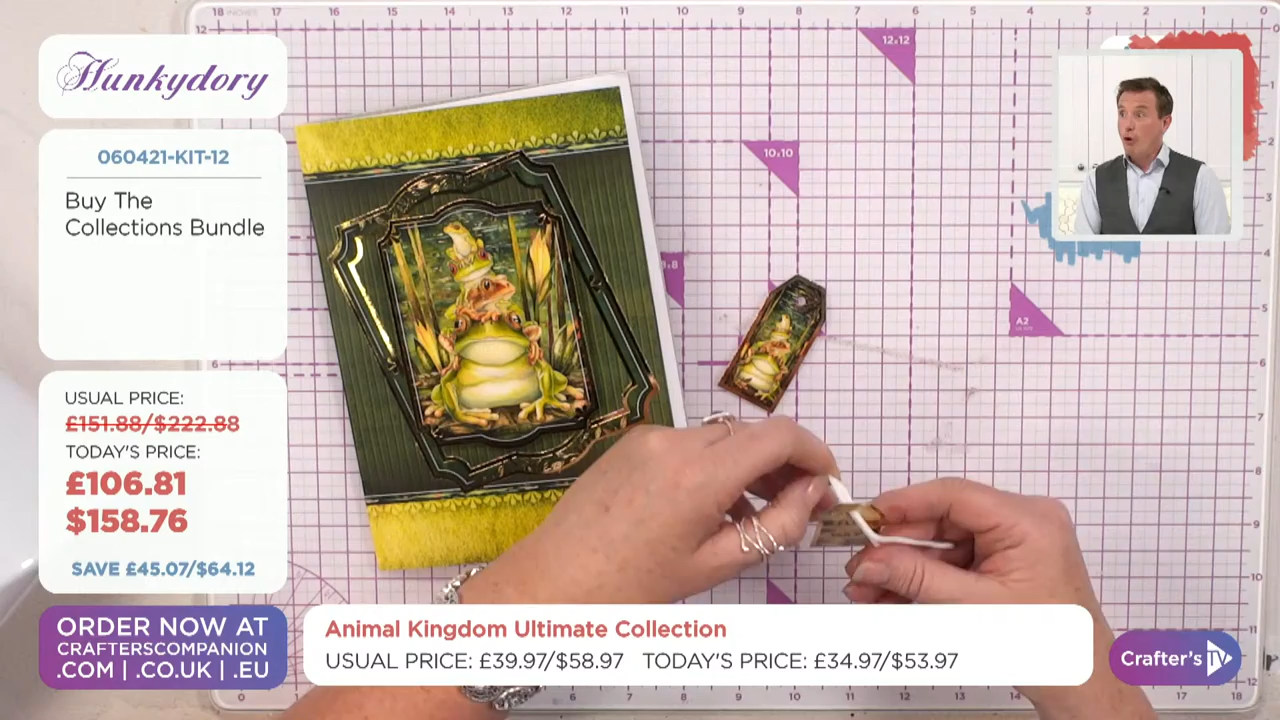 Hunkydory
060421-KIT-12
Buy The
Collections Bundle
USUAL PRICE:
£151.88/$222.88
TODAY'S PRICE:
£106.81
$158.76
SAVE £45.07/$64.12
ORDER NOW AT
CRAFTERSCOMPANION
.COM | .CO.UK | .EU
Animal Kingdom Ultimate Collection
USUAL PRICE: £39.97/$58.97 TODAY'S PRICE: £34.97/$53.97
Crafter's TV
12x12
10x10
A2